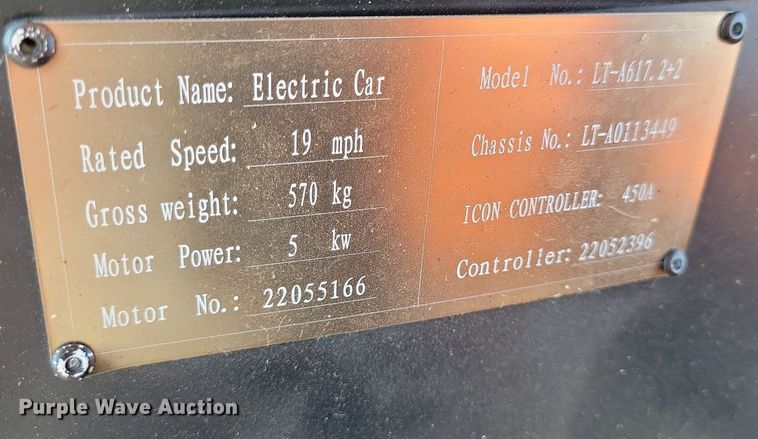 Product Name: Electric Car
Rated Speed: 19 mph
Gross weight: 570 kg
Motor Power: 5 kw
Motor No.: 22055166
Model No.: LT-A617.2+2
Chassis No.: LT-A0113449
ICON CONTROLLER: 450A
Controller: 22052396
Purple Wave Auction